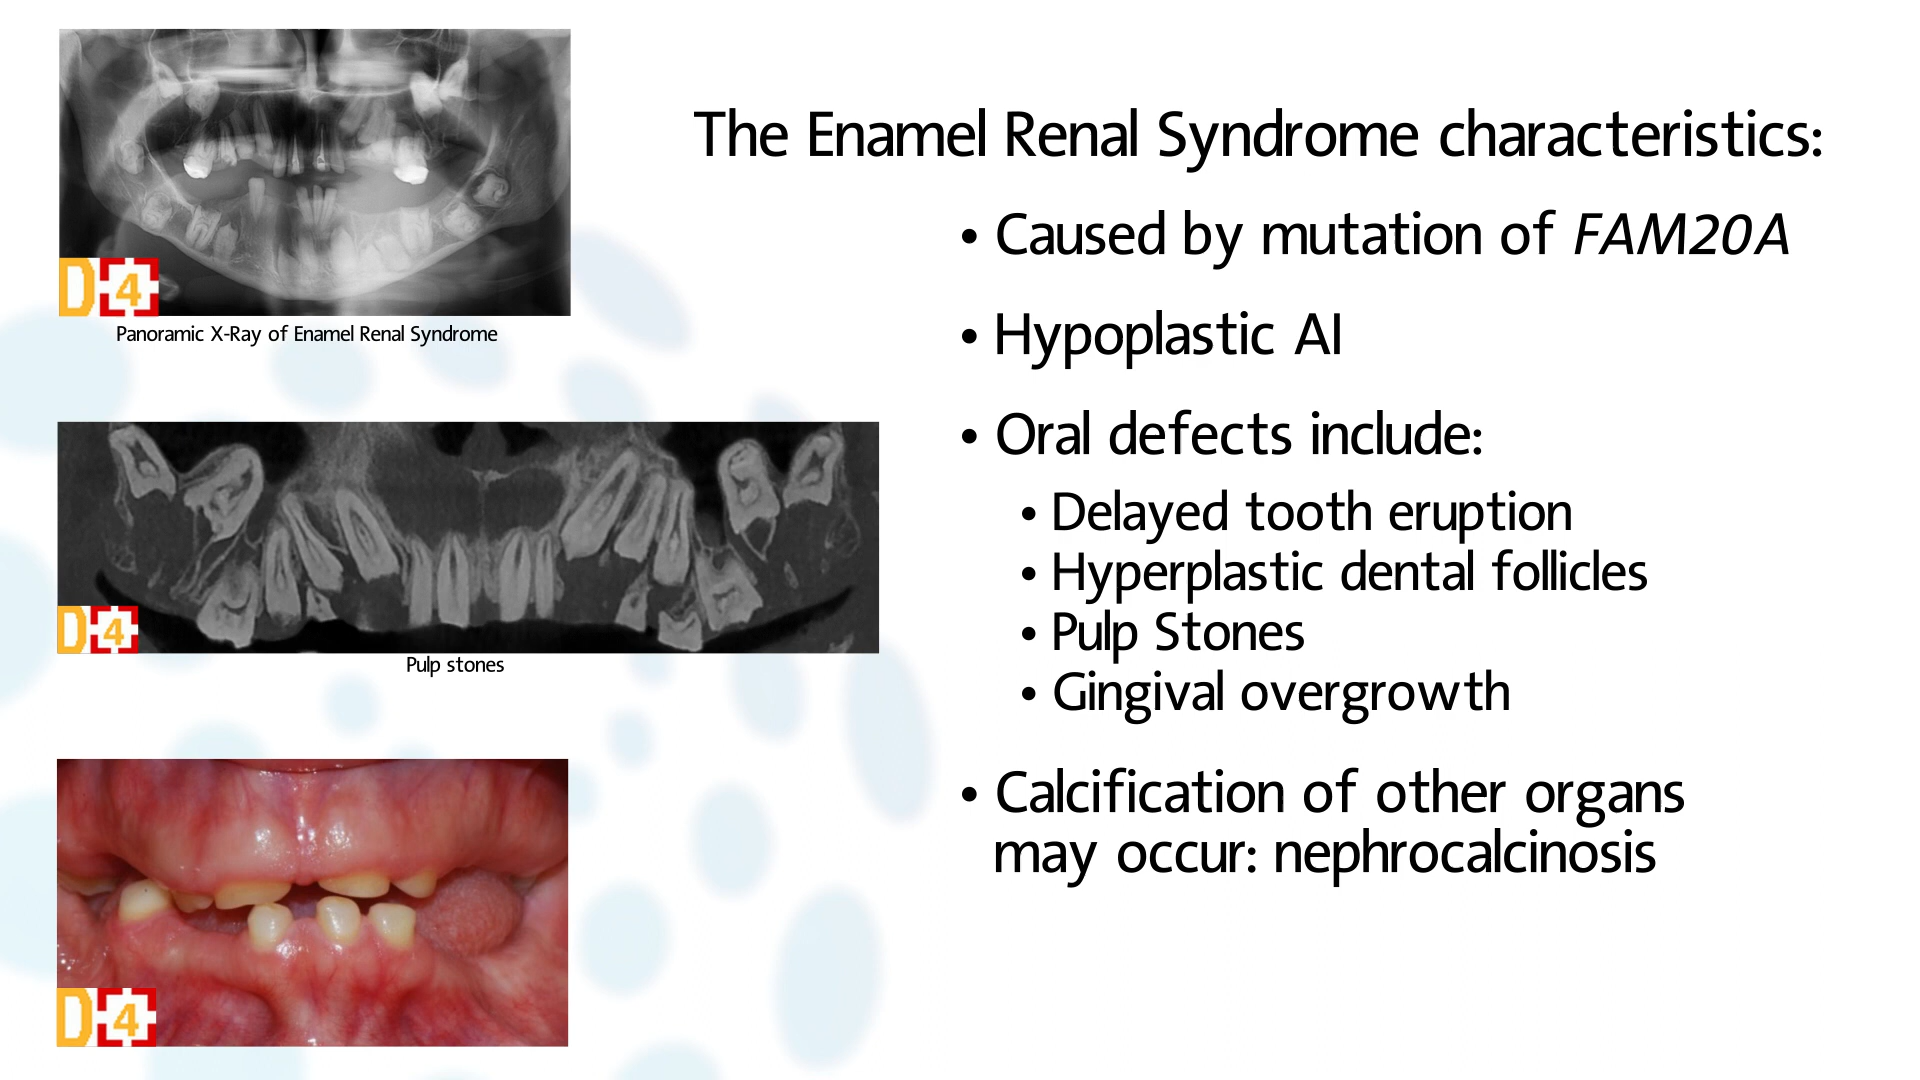 The Enamel Renal Syndrome characteristics:
• Caused by mutation of FAM20A
• Hypoplastic AI
• Oral defects include:
• Delayed tooth eruption
• Hyperplastic dental follicles
• Pulp Stones
• Gingival overgrowth
• Calcification of other organs
may occur: nephrocalcinosis
D4
Panoramic X-Ray of Enamel Renal Syndrome
D4
Pulp stones
D4